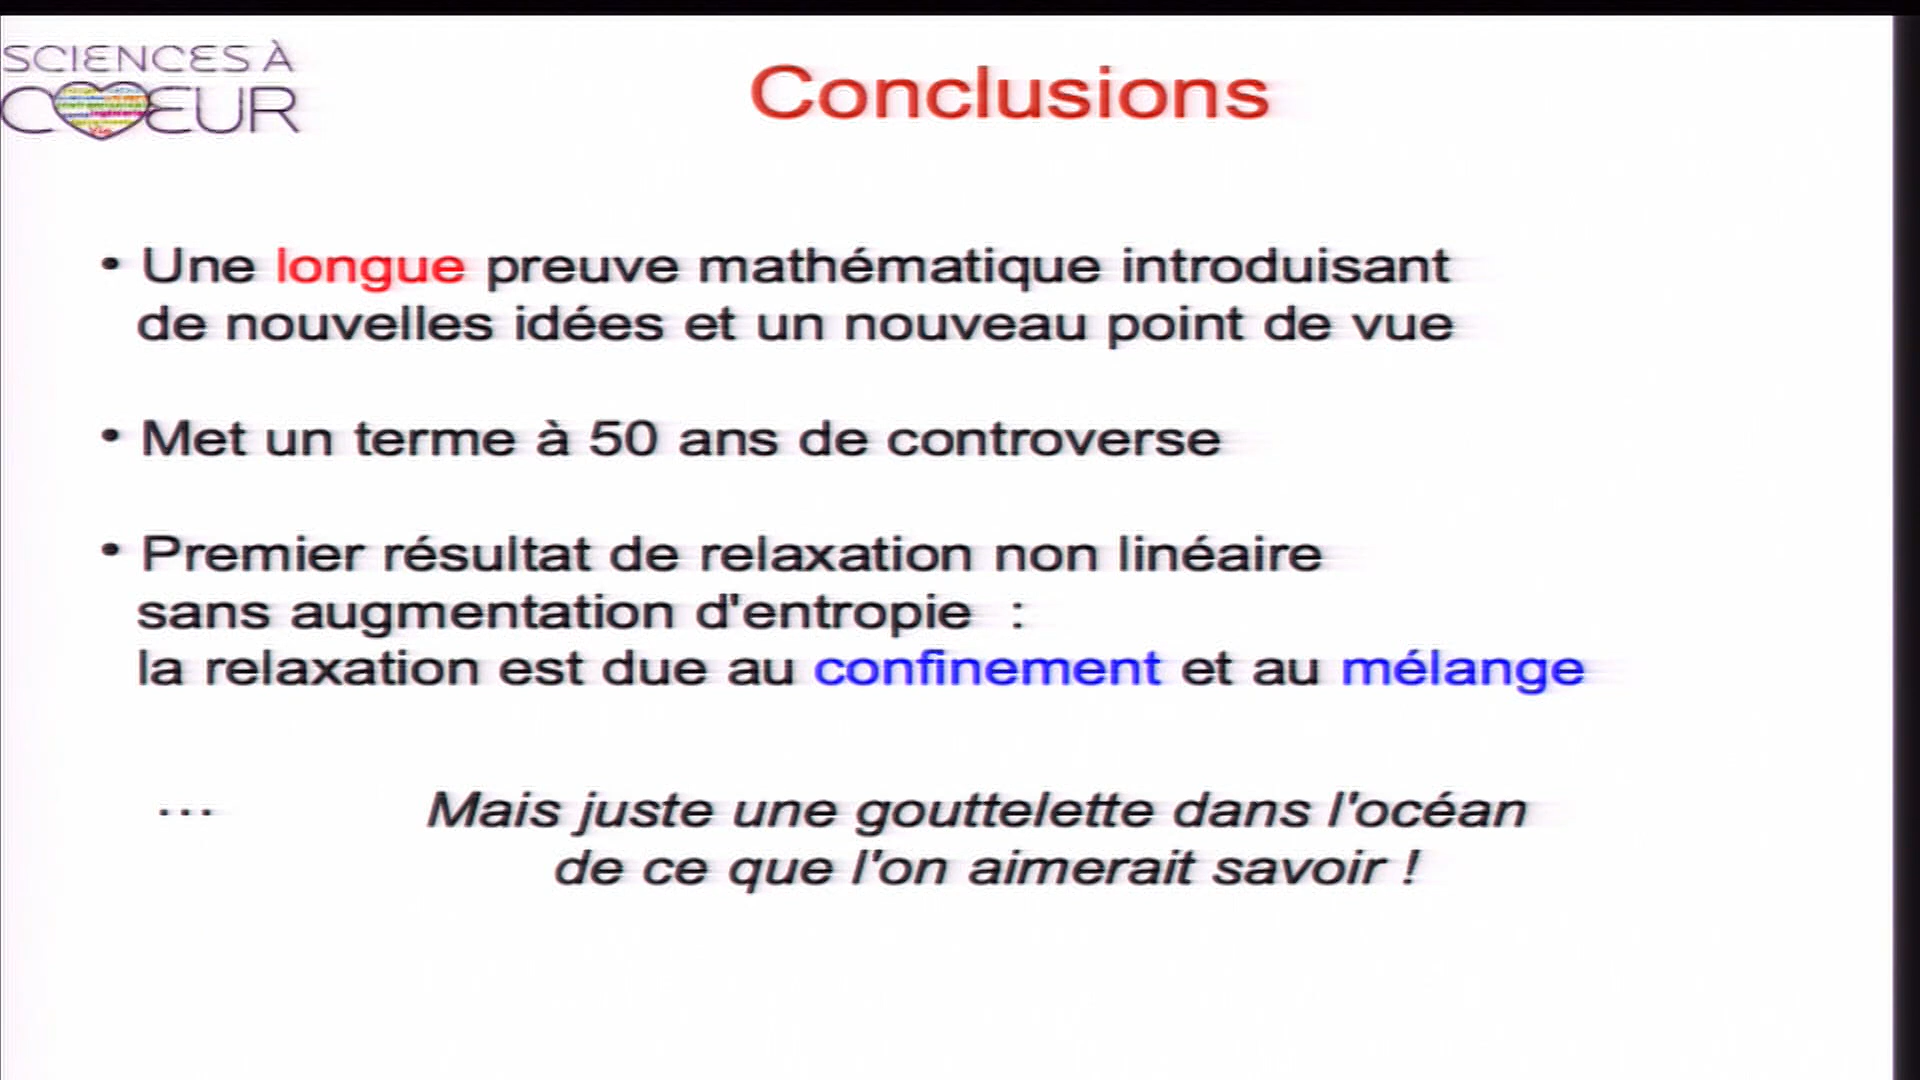 SCIENCES À
CŒUR
Conclusions
• Une longue preuve mathématique introduisant
de nouvelles idées et un nouveau point de vue
• Met un terme à 50 ans de controverse
• Premier résultat de relaxation non linéaire
sans augmentation d'entropie :
la relaxation est due au confinement et au mélange
... Mais juste une gouttelette dans l'océan
de ce que l'on aimerait savoir !